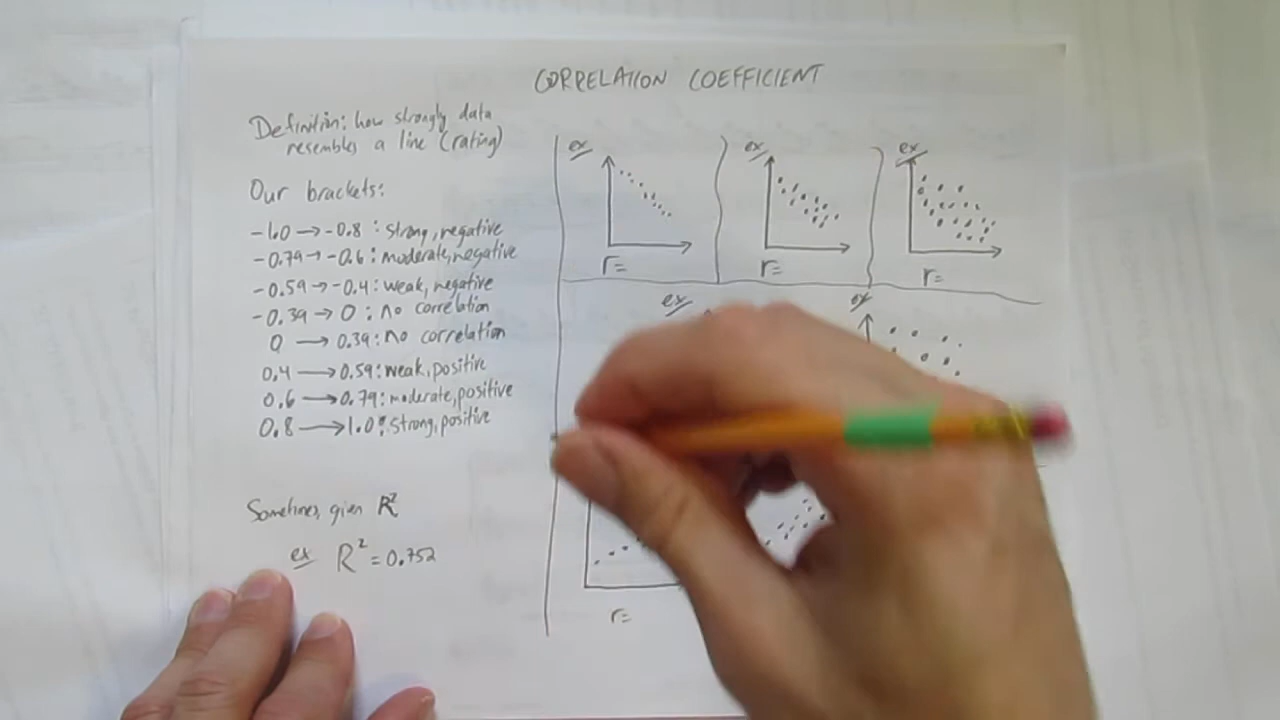 CORRELATION COEFFICIENT
Definition: how strongly data
resembles a line (rating)
Our brackets:
-1.0 → -0.8 : strong, negative
-0.79 → -0.6 : moderate, negative
-0.59 → -0.4 : weak, negative
-0.39 → 0 : no correlation
0 → 0.39 : no correlation
0.4 → 0.59 : weak, positive
0.6 → 0.79 : moderate, positive
0.8 → 1.0 : strong, positive
Sometimes, given R²
ex R² = 0.752
ex
r=
ex
r=
ex
r=
ex
ex
r=